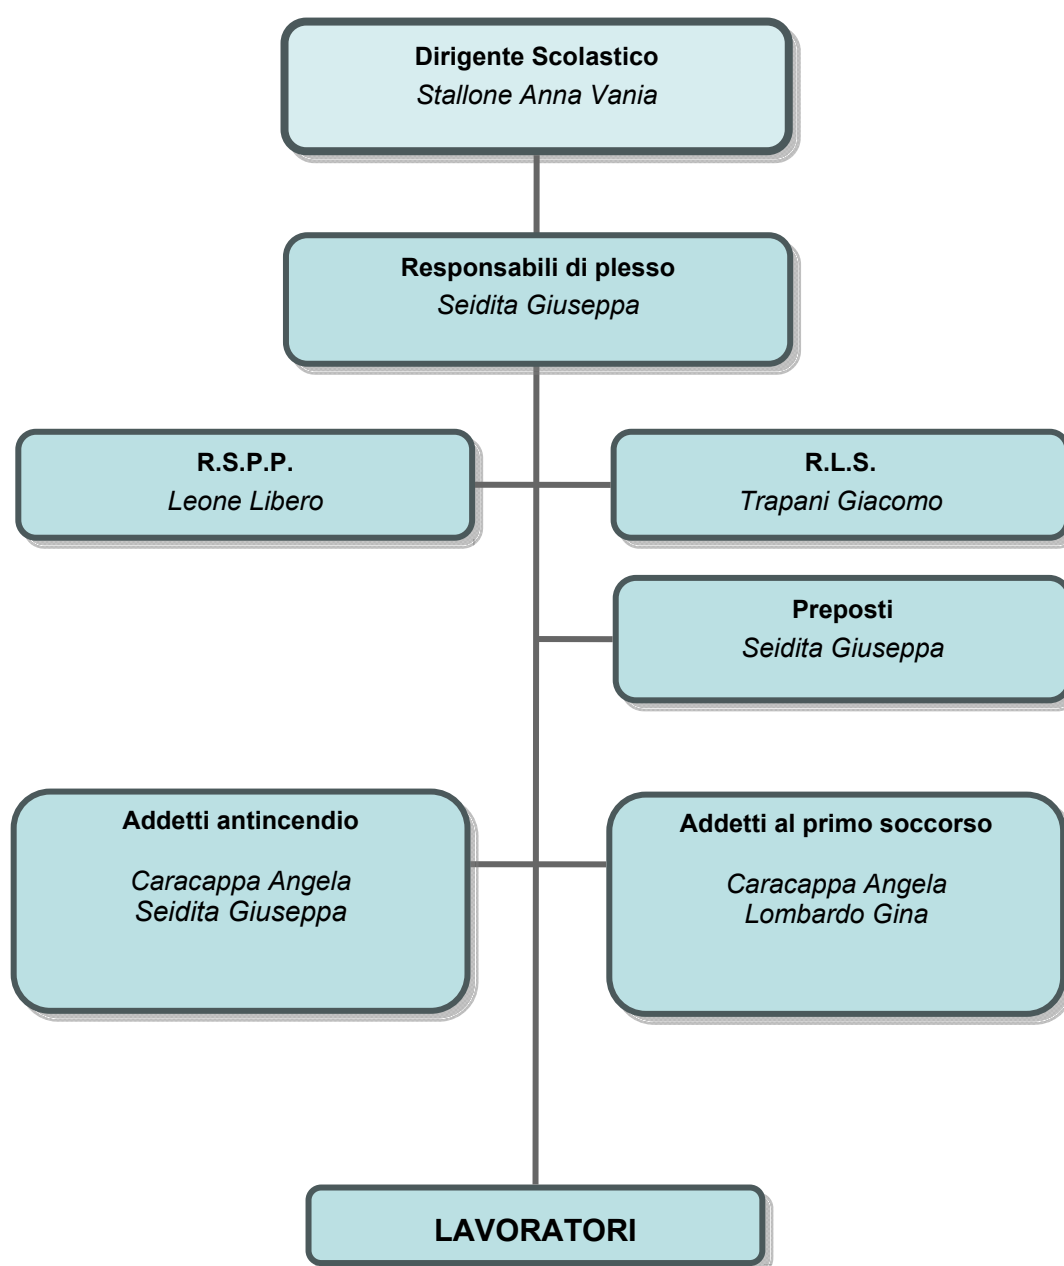 Dirigente Scolastico
Stallone Anna Vania
Responsabili di plesso
Seidita Giuseppa
R.S.P.P.
Leone Libero
R.L.S.
Trapani Giacomo
Preposti
Seidita Giuseppa
Addetti antincendio
Caracappa Angela
Seidita Giuseppa
Addetti al primo soccorso
Caracappa Angela
Lombardo Gina
LAVORATORI